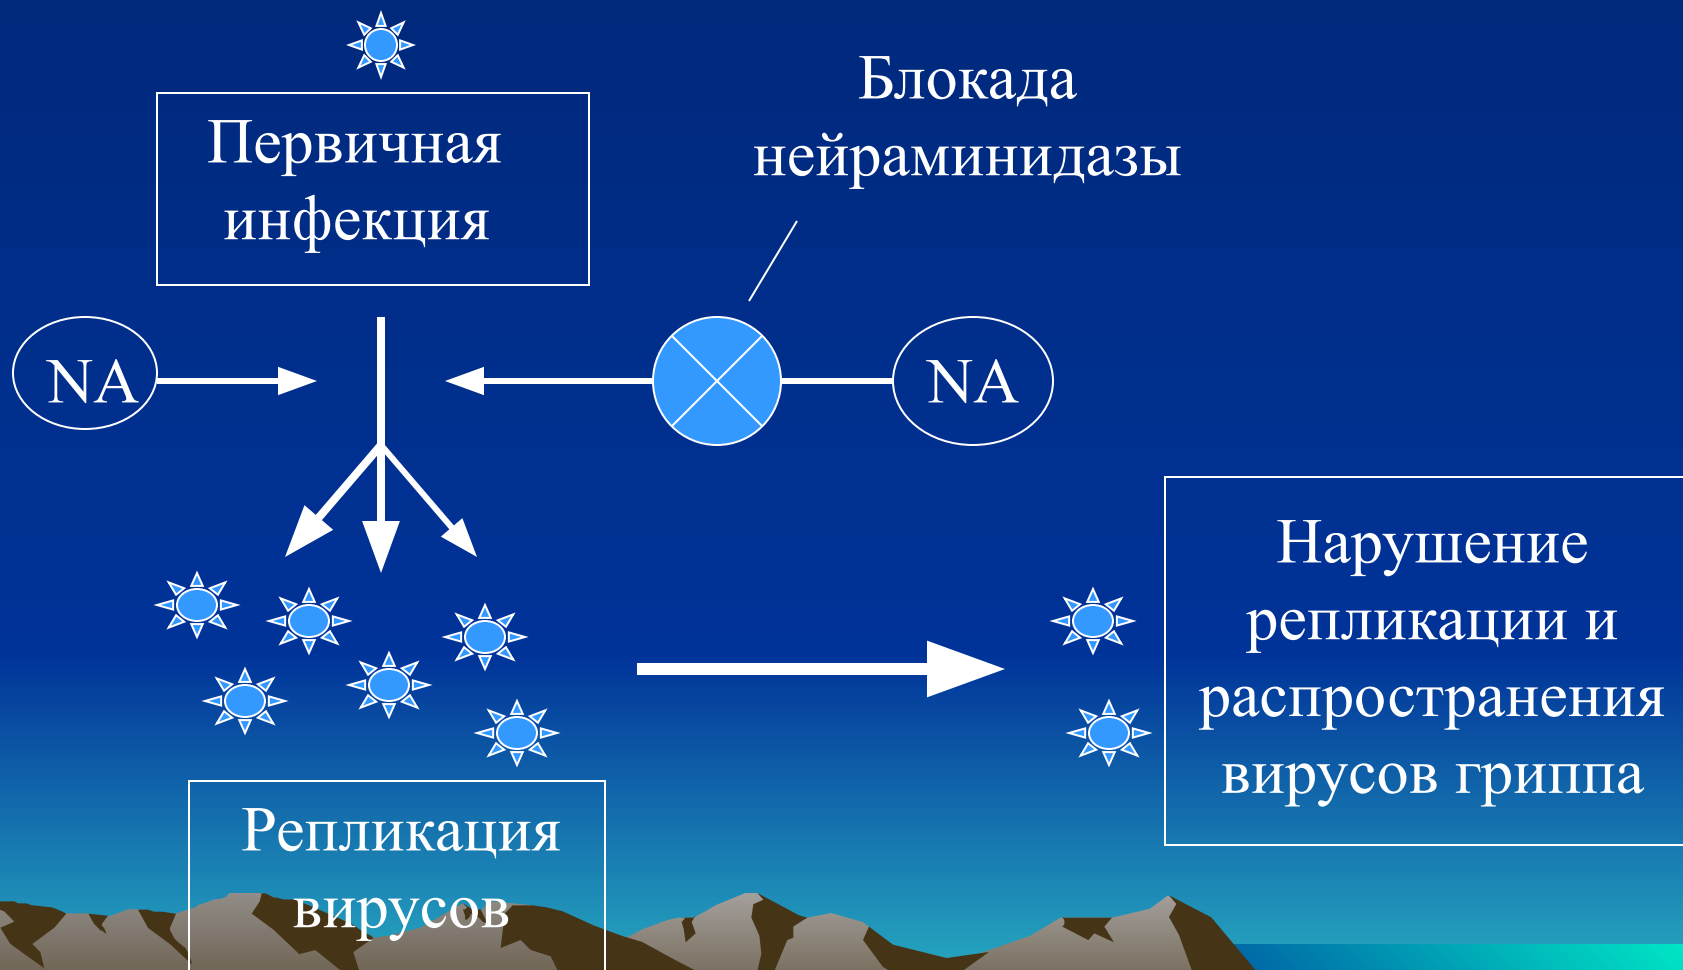 Первичная
инфекция
Блокада
нейраминидазы
NA
NA
Нарушение
репликации и
распространения
вирусов гриппа
Репликация
вирусов